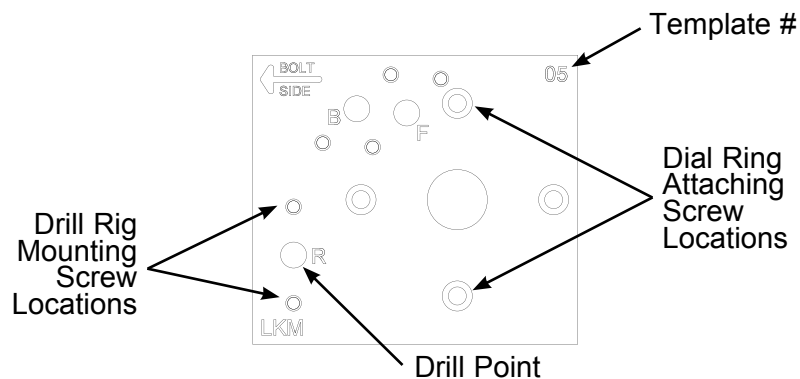 Template #
BOLT
SIDE
05
B
F
Dial Ring
Attaching
Screw
Locations
Drill Rig
Mounting
Screw
Locations
R
LKM
Drill Point